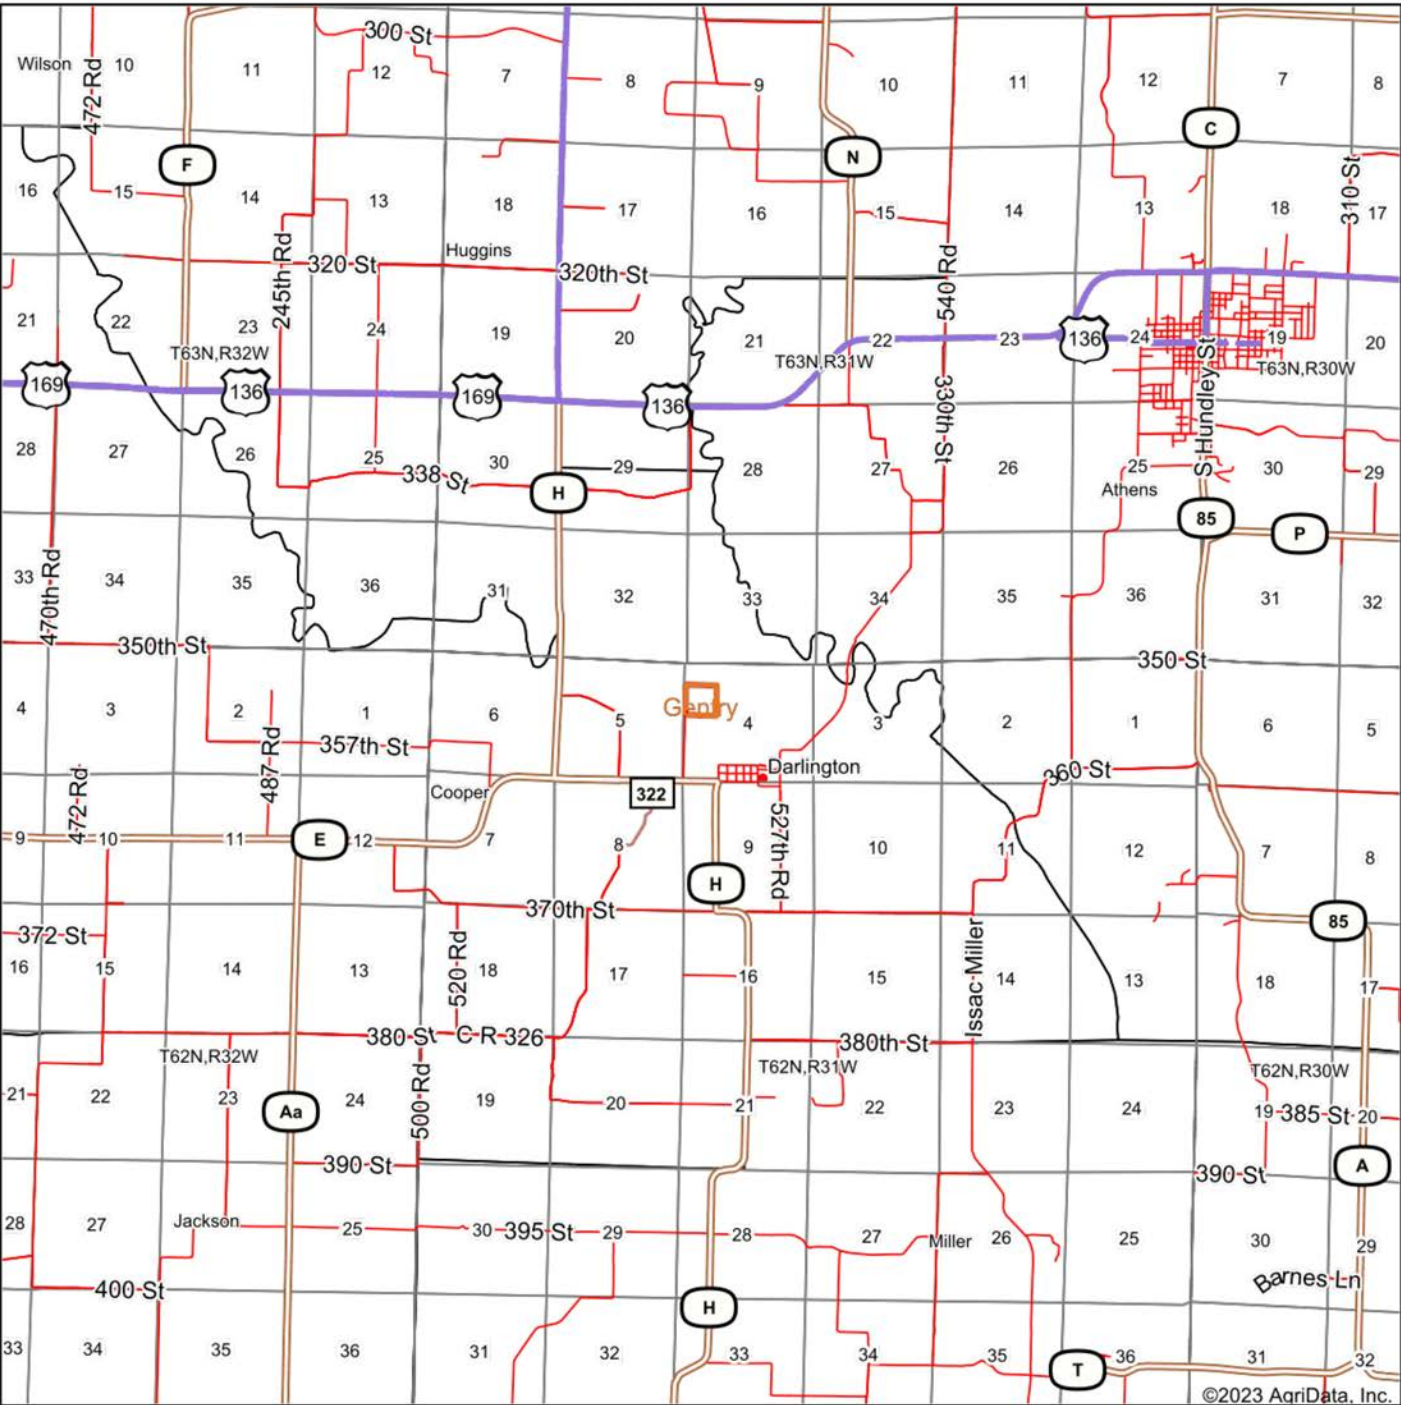 300 St
Wilson
472-Rd
10
11
12
7
8
9
10
11
12
7
8
F
N
C
310-St
16
15
14
13
18
17
16
15
14
13
18
17
245th-Rd
320 St
Huggins
320th-St
540-Rd
21
22
23
24
19
20
21
22
23
24
19
20
T63N,R32W
T63N,R31W
T63N,R30W
169
136
169
136
136
330th-St
S-Hundley-St
28
27
26
25
30
29
28
27
26
25
30
29
338 St
H
Athens
85
P
470th-Rd
33
34
35
36
31
32
33
34
35
36
31
32
350th-St
350-St
Gentry
4
3
2
1
6
5
4
3
2
1
6
5
487-Rd
357th-St
Darlington
360-St
472-Rd
Cooper
322
527th-Rd
9
10
11
E
12
7
8
9
10
11
12
7
8
H
370th-St
85
372-St
520-Rd
Issac-Miller
16
15
14
13
18
17
16
15
14
13
18
17
380-St
C-R-326
380th-St
T62N,R32W
T62N,R31W
T62N,R30W
21
22
23
24
19
20
21
22
23
24
19
385-St
20
Aa
500-Rd
390-St
390-St
A
28
27
Jackson
25
30
395-St
29
28
27
Miller
26
25
30
29
400-St
Barnes-Ln
H
33
34
35
36
31
32
33
34
35
T
36
31
32
©2023 AgriData, Inc.